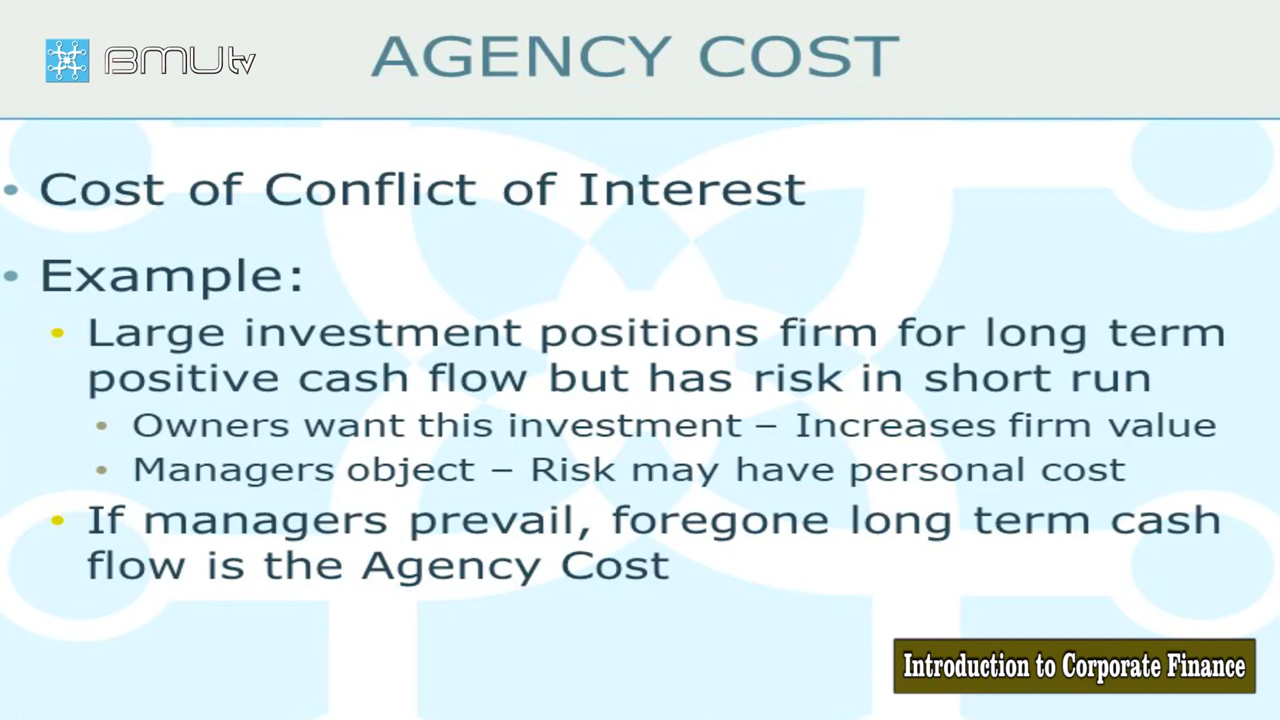 BMUtv
AGENCY COST
• Cost of Conflict of Interest
• Example:
• Large investment positions firm for long term
positive cash flow but has risk in short run
• Owners want this investment – Increases firm value
• Managers object – Risk may have personal cost
• If managers prevail, foregone long term cash
flow is the Agency Cost
Introduction to Corporate Finance